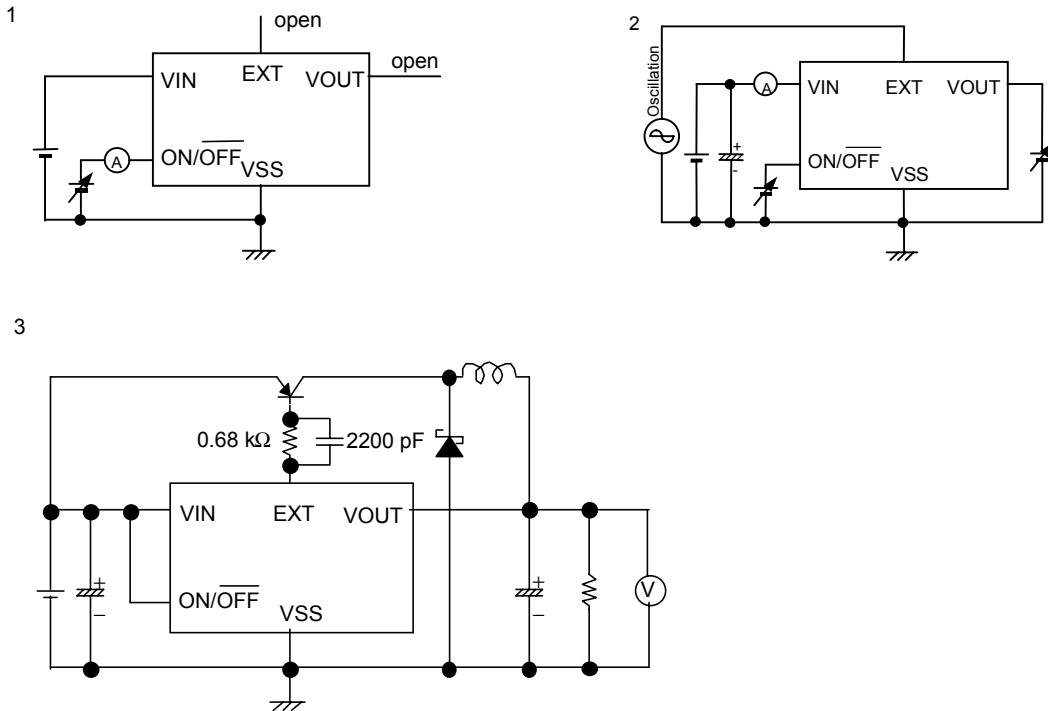 1
open
VIN
EXT
VOUT
open
A
ON/OFF
VSS
2
Oscillation
A
VIN
EXT
VOUT
+
-
ON/OFF
VSS
3
0.68 kΩ
2200 pF
VIN
EXT
VOUT
+
−
ON/OFF
VSS
+
−
V